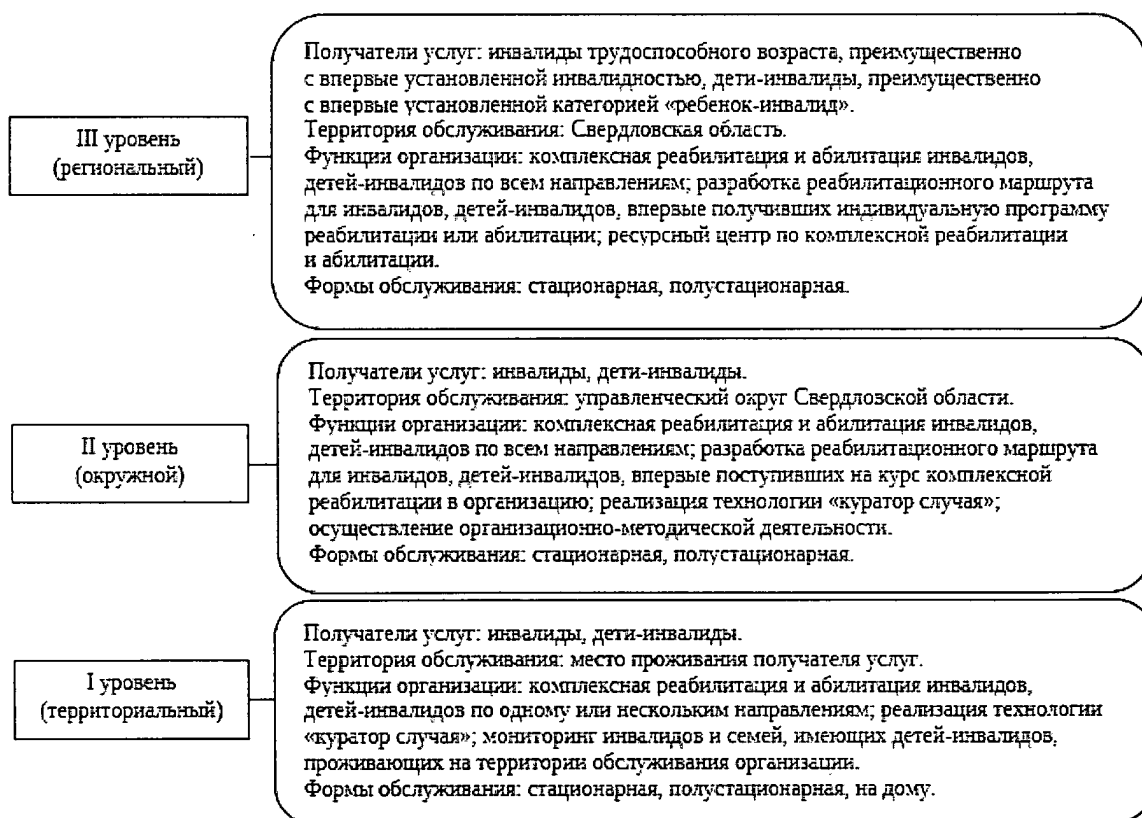 III уровень
(региональный)
Получатели услуг: инвалиды трудоспособного возраста, преимущественно
с впервые установленной инвалидностью, дети-инвалиды, преимущественно
с впервые установленной категорией «ребенок-инвалид».
Территория обслуживания: Свердловская область.
Функции организации: комплексная реабилитация и абилитация инвалидов,
детей-инвалидов по всем направлениям; разработка реабилитационного маршрута
для инвалидов, детей-инвалидов, впервые получивших индивидуальную программу
реабилитации или абилитации; ресурсный центр по комплексной реабилитации
и абилитации.
Формы обслуживания: стационарная, полустационарная.
II уровень
(окружной)
Получатели услуг: инвалиды, дети-инвалиды.
Территория обслуживания: управленческий округ Свердловской области.
Функции организации: комплексная реабилитация и абилитация инвалидов,
детей-инвалидов по всем направлениям; разработка реабилитационного маршрута
для инвалидов, детей-инвалидов, впервые поступивших на курс комплексной
реабилитации в организацию; реализация технологии «куратор случая»;
осуществление организационно-методической деятельности.
Формы обслуживания: стационарная, полустационарная.
I уровень
(территориальный)
Получатели услуг: инвалиды, дети-инвалиды.
Территория обслуживания: место проживания получателя услуг.
Функции организации: комплексная реабилитация и абилитация инвалидов,
детей-инвалидов по одному или нескольким направлениям; реализация технологии
«куратор случая»; мониторинг инвалидов и семей, имеющих детей-инвалидов,
проживающих на территории обслуживания организации.
Формы обслуживания: стационарная, полустационарная, на дому.